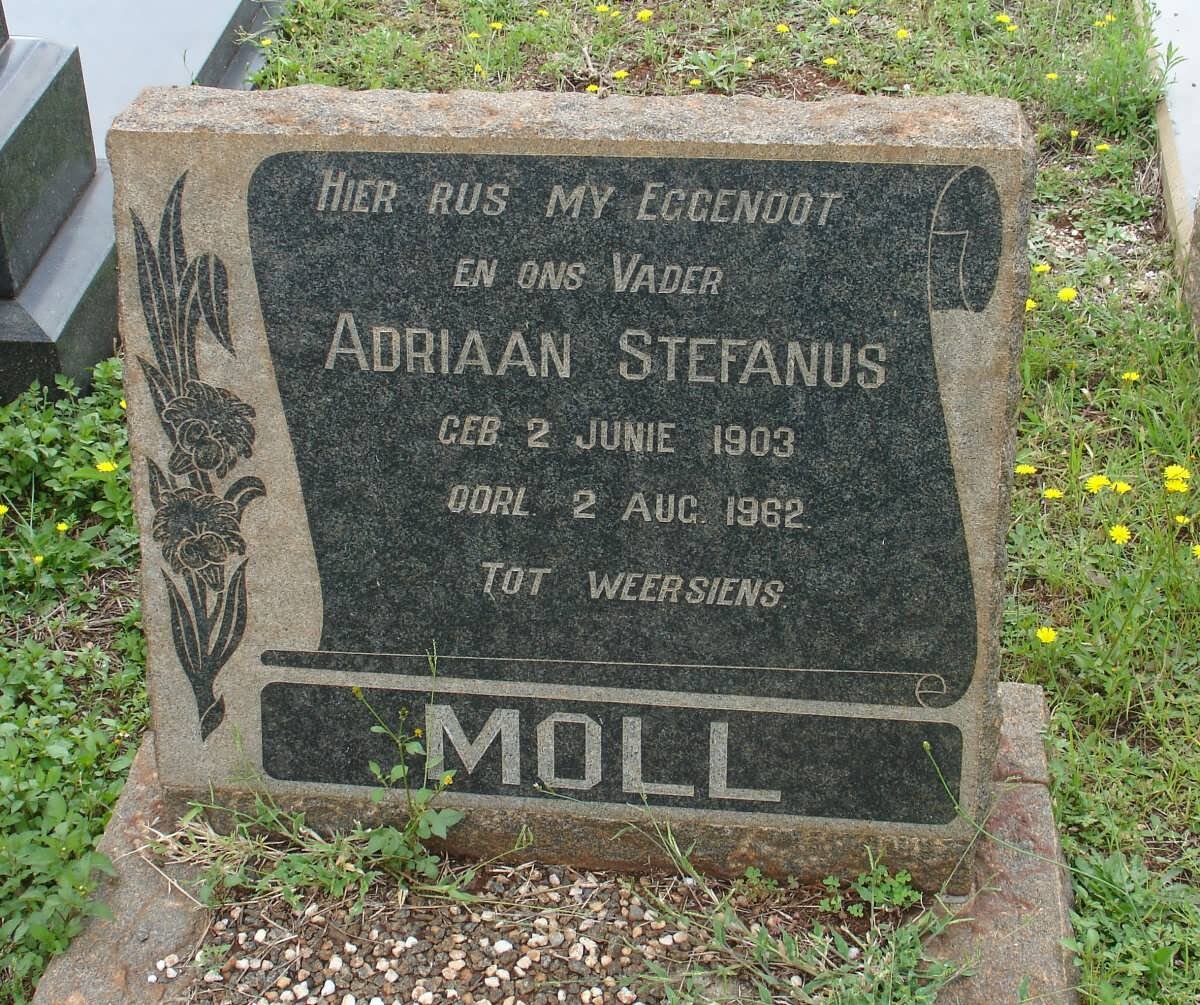 Hier rus my Eggenoot
en ons Vader
Adriaan Stefanus
geb 2 Junie 1903
oorl. 2 Aug. 1962.
Tot weersiens.
MOLL